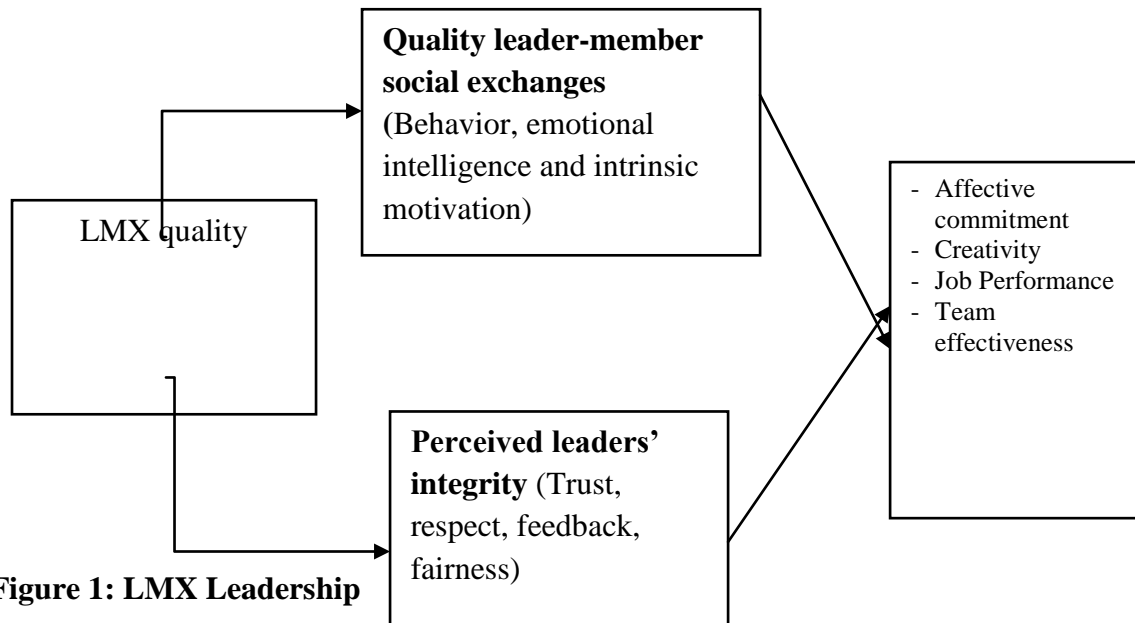 Quality leader-member
social exchanges
(Behavior, emotional
intelligence and intrinsic
motivation)
LMX quality
- Affective
commitment
- Creativity
- Job Performance
- Team
effectiveness
Perceived leaders’
integrity (Trust,
respect, feedback,
fairness)
Figure 1: LMX Leadership